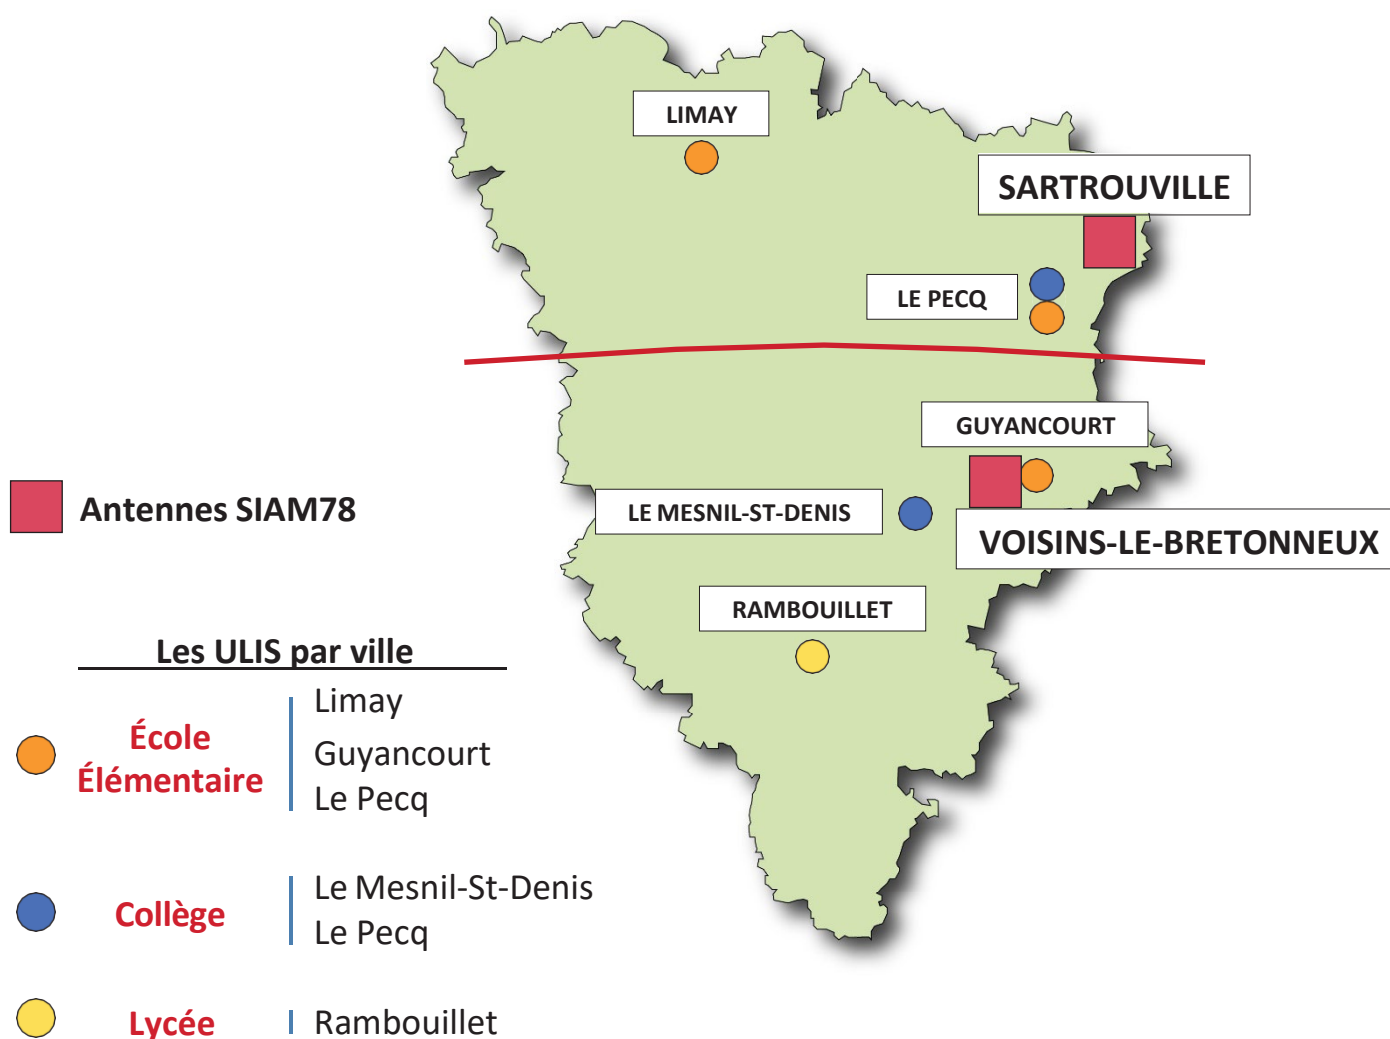 LIMAY
SARTROUVILLE
LE PECQ
GUYANCOURT
LE MESNIL-ST-DENIS
VOISINS-LE-BRETONNEUX
RAMBOUILLET
Antennes SIAM78
Les ULIS par ville
École
Élémentaire
Limay
Guyancourt
Le Pecq
Collège
Le Mesnil-St-Denis
Le Pecq
Lycée
Rambouillet